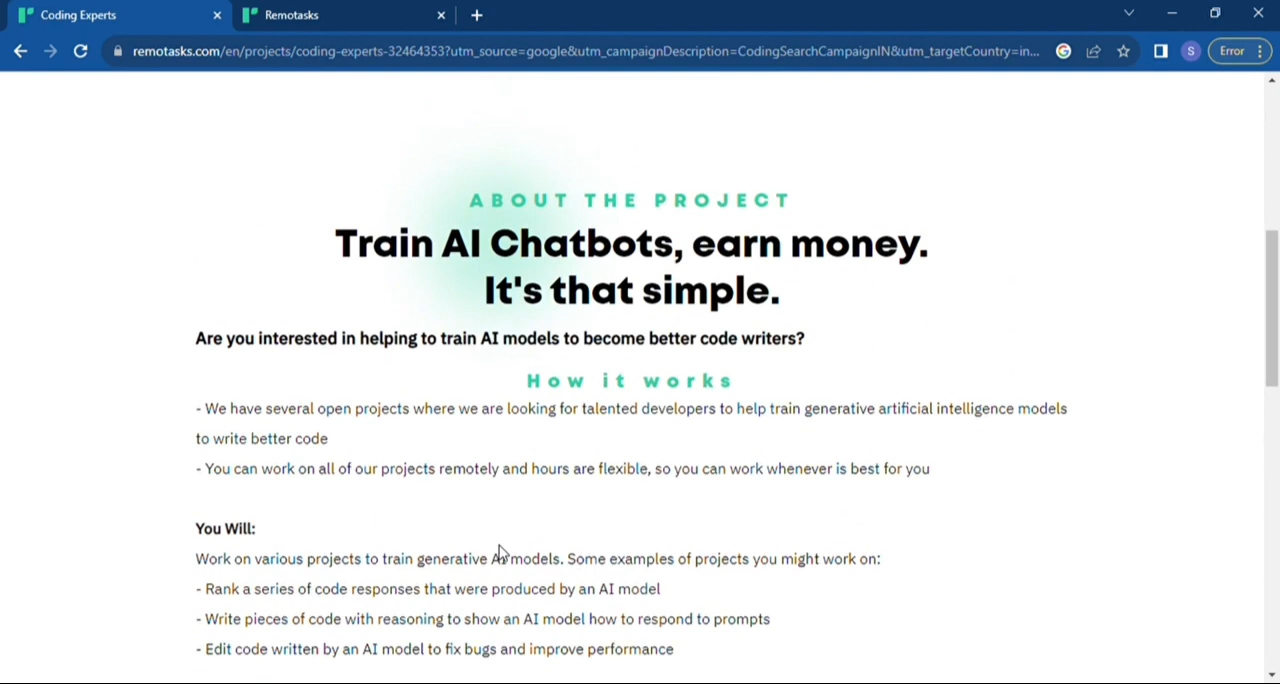 Coding Experts
Remotasks
remotasks.com/en/projects/coding-experts-32464353?utm_source=google&utm_campaignDescription=CodingSearchCampaignIN&utm_targetCountry=in...
S
Error
ABOUT THE PROJECT
Train AI Chatbots, earn money.
It's that simple.
Are you interested in helping to train AI models to become better code writers?
How it works
- We have several open projects where we are looking for talented developers to help train generative artificial intelligence models
to write better code
- You can work on all of our projects remotely and hours are flexible, so you can work whenever is best for you
You Will:
Work on various projects to train generative AI models. Some examples of projects you might work on:
- Rank a series of code responses that were produced by an AI model
- Write pieces of code with reasoning to show an AI model how to respond to prompts
- Edit code written by an AI model to fix bugs and improve performance